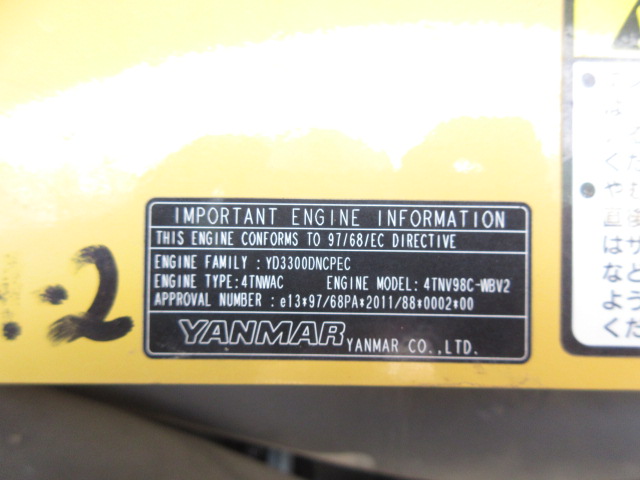 IMPORTANT ENGINE INFORMATION
THIS ENGINE CONFORMS TO 97/68/EC DIRECTIVE
ENGINE FAMILY : YD3300DNCPEC
ENGINE TYPE:4TNWAC ENGINE MODEL: 4TNV98C-WBV2
APPROVAL NUMBER : e13*97/68PA*2011/88*0002*00
YANMAR YANMAR CO.,LTD.
:2